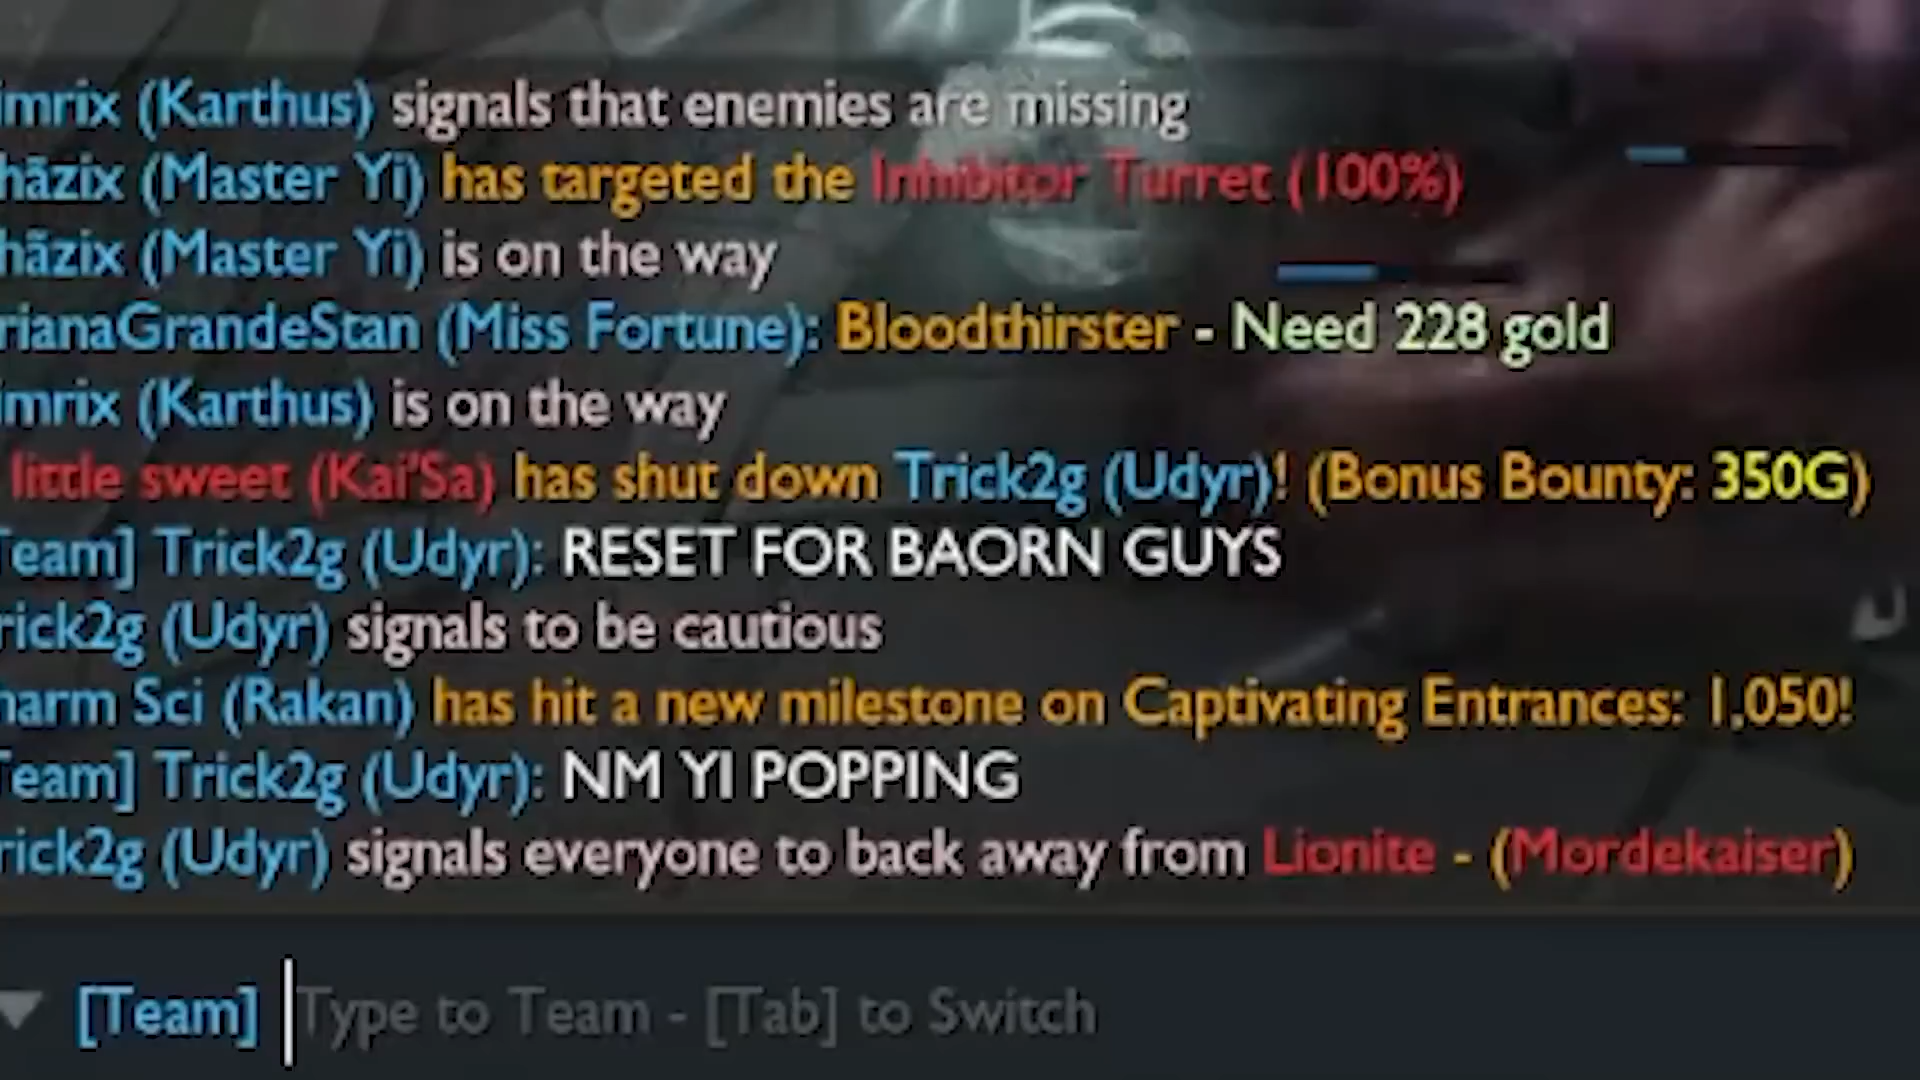 imrix (Karthus) signals that enemies are missing
hãzix (Master Yi) has targeted the Inhibitor Turret (100%)
hãzix (Master Yi) is on the way
rianaGrandeStan (Miss Fortune): Bloodthirster - Need 228 gold
imrix (Karthus) is on the way
little sweet (Kai'Sa) has shut down Trick2g (Udyr)! (Bonus Bounty: 350G)
Team] Trick2g (Udyr): RESET FOR BAORN GUYS
rick2g (Udyr) signals to be cautious
harm Sci (Rakan) has hit a new milestone on Captivating Entrances: 1,050!
Team] Trick2g (Udyr): NM YI POPPING
rick2g (Udyr) signals everyone to back away from Lionite - (Mordekaiser)
[Team] Type to Team - [Tab] to Switch